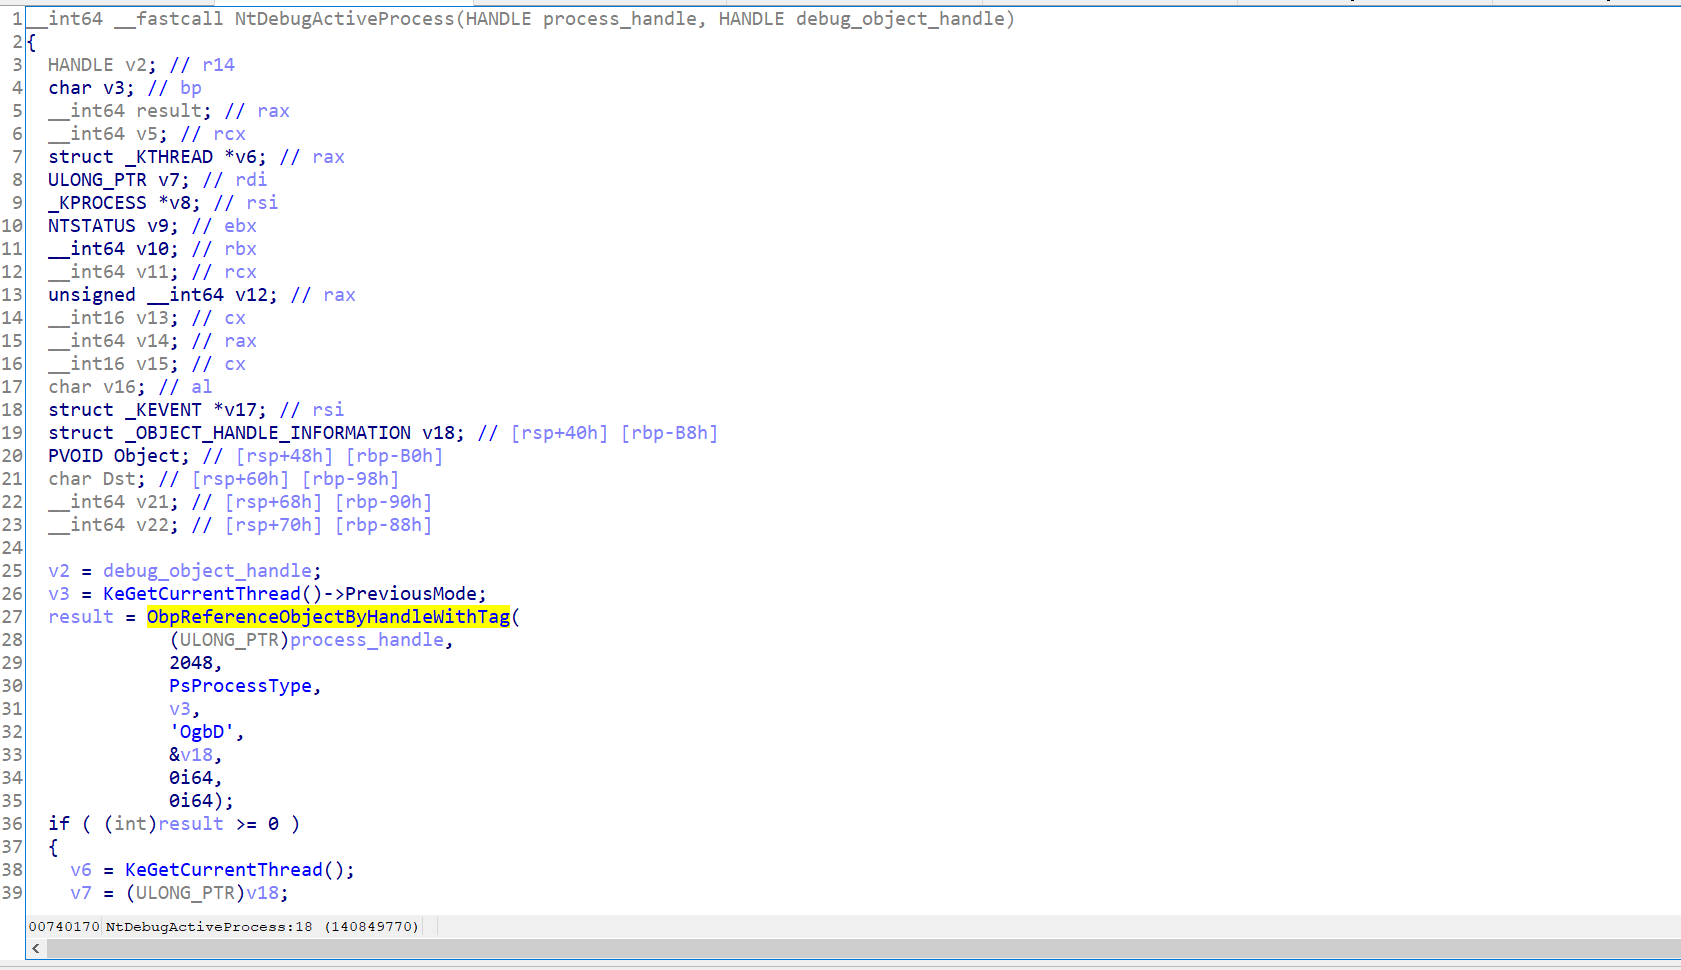 1 __int64 __fastcall NtDebugActiveProcess(HANDLE process_handle, HANDLE debug_object_handle)
2 {
3 HANDLE v2; // r14
4 char v3; // bp
5 __int64 result; // rax
6 __int64 v5; // rcx
7 struct _KTHREAD *v6; // rax
8 ULONG_PTR v7; // rdi
9 _KPROCESS *v8; // rsi
10 NTSTATUS v9; // ebx
11 __int64 v10; // rbx
12 __int64 v11; // rcx
13 unsigned __int64 v12; // rax
14 __int16 v13; // cx
15 __int64 v14; // rax
16 __int16 v15; // cx
17 char v16; // al
18 struct _KEVENT *v17; // rsi
19 struct _OBJECT_HANDLE_INFORMATION v18; // [rsp+40h] [rbp-B8h]
20 PVOID Object; // [rsp+48h] [rbp-B0h]
21 char Dst; // [rsp+60h] [rbp-98h]
22 __int64 v21; // [rsp+68h] [rbp-90h]
23 __int64 v22; // [rsp+70h] [rbp-88h]
24
25 v2 = debug_object_handle;
26 v3 = KeGetCurrentThread()->PreviousMode;
27 result = ObpReferenceObjectByHandleWithTag(
28 (ULONG_PTR)process_handle,
29 2048,
30 PsProcessType,
31 v3,
32 'OgbD',
33 &v18,
34 0i64,
35 0i64);
36 if ( (int)result >= 0 )
37 {
38 v6 = KeGetCurrentThread();
39 v7 = (ULONG_PTR)v18;
00740170 NtDebugActiveProcess:18 (140849770)